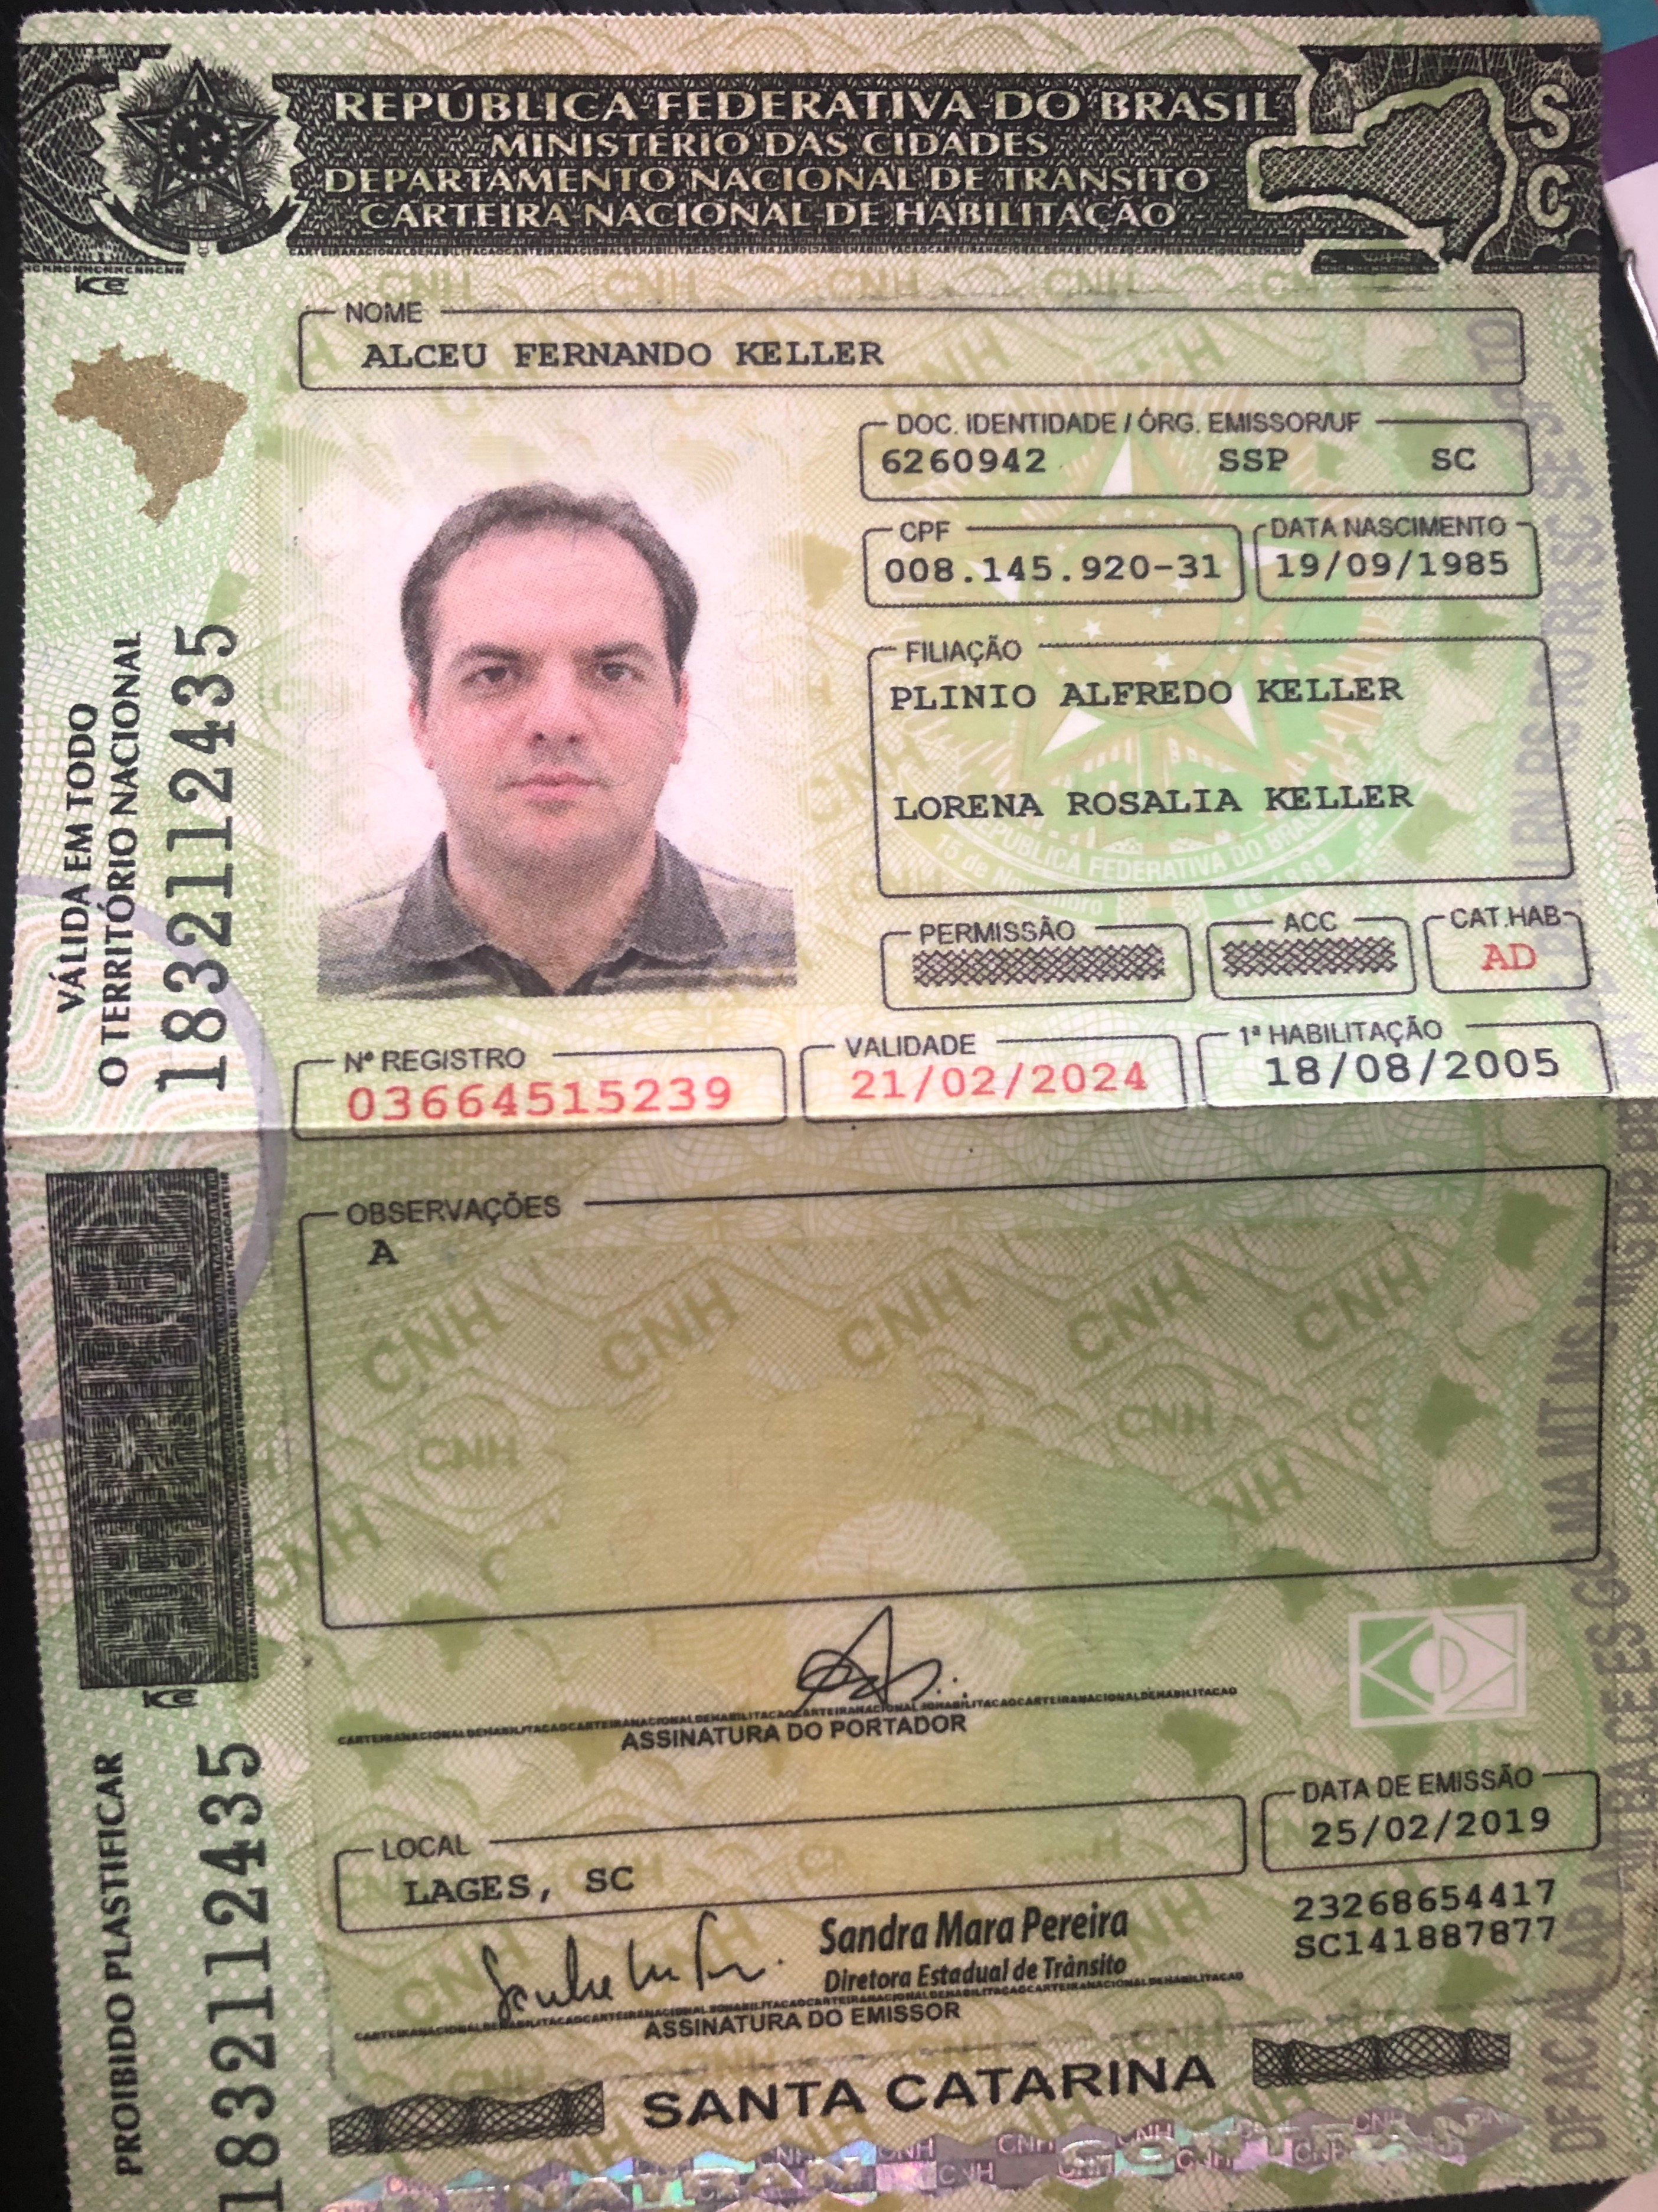 REPÚBLICA FEDERATIVA DO BRASIL
MINISTÉRIO DAS CIDADES
DEPARTAMENTO NACIONAL DE TRÂNSITO
CARTEIRA NACIONAL DE HABILITAÇÃO
SC
NOME
ALCEU FERNANDO KELLER
DOC. IDENTIDADE / ÓRG. EMISSOR/UF
6260942 SSP SC
CPF
008.145.920-31
DATA NASCIMENTO
19/09/1985
FILIAÇÃO
PLINIO ALFREDO KELLER
LORENA ROSALIA KELLER
PERMISSÃO
ACC
CAT.HAB
AD
Nº REGISTRO
03664515239
VALIDADE
21/02/2024
1ª HABILITAÇÃO
18/08/2005
VÁLIDA EM TODO
O TERRITÓRIO NACIONAL
1832112435
OBSERVAÇÕES
A
ASSINATURA DO PORTADOR
LOCAL
LAGES, SC
DATA DE EMISSÃO
25/02/2019
23268654417
SC141887877
Sandra Mara Pereira
Diretora Estadual de Trânsito
ASSINATURA DO EMISSOR
PROIBIDO PLASTIFICAR
1832112435
SANTA CATARINA